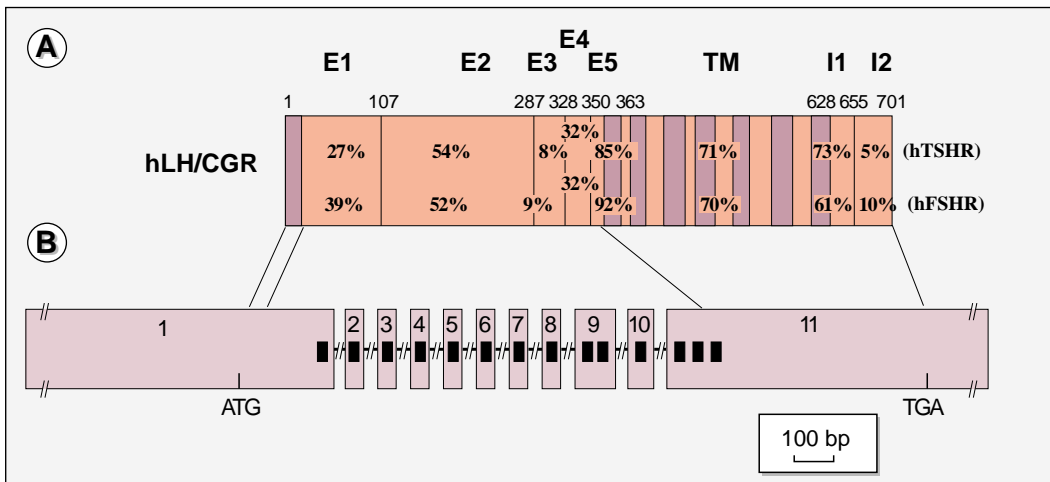 A
E4
E1 E2 E3 E5 TM I1 I2
1 107 287 328 350 363 628 655 701
32%
hLH/CGR 27% 54% 8% 85% 71% 73% 5% (hTSHR)
32%
39% 52% 9% 92% 70% 61% 10% (hFSHR)
B
1 2 3 4 5 6 7 8 9 10 11
ATG TGA
100 bp